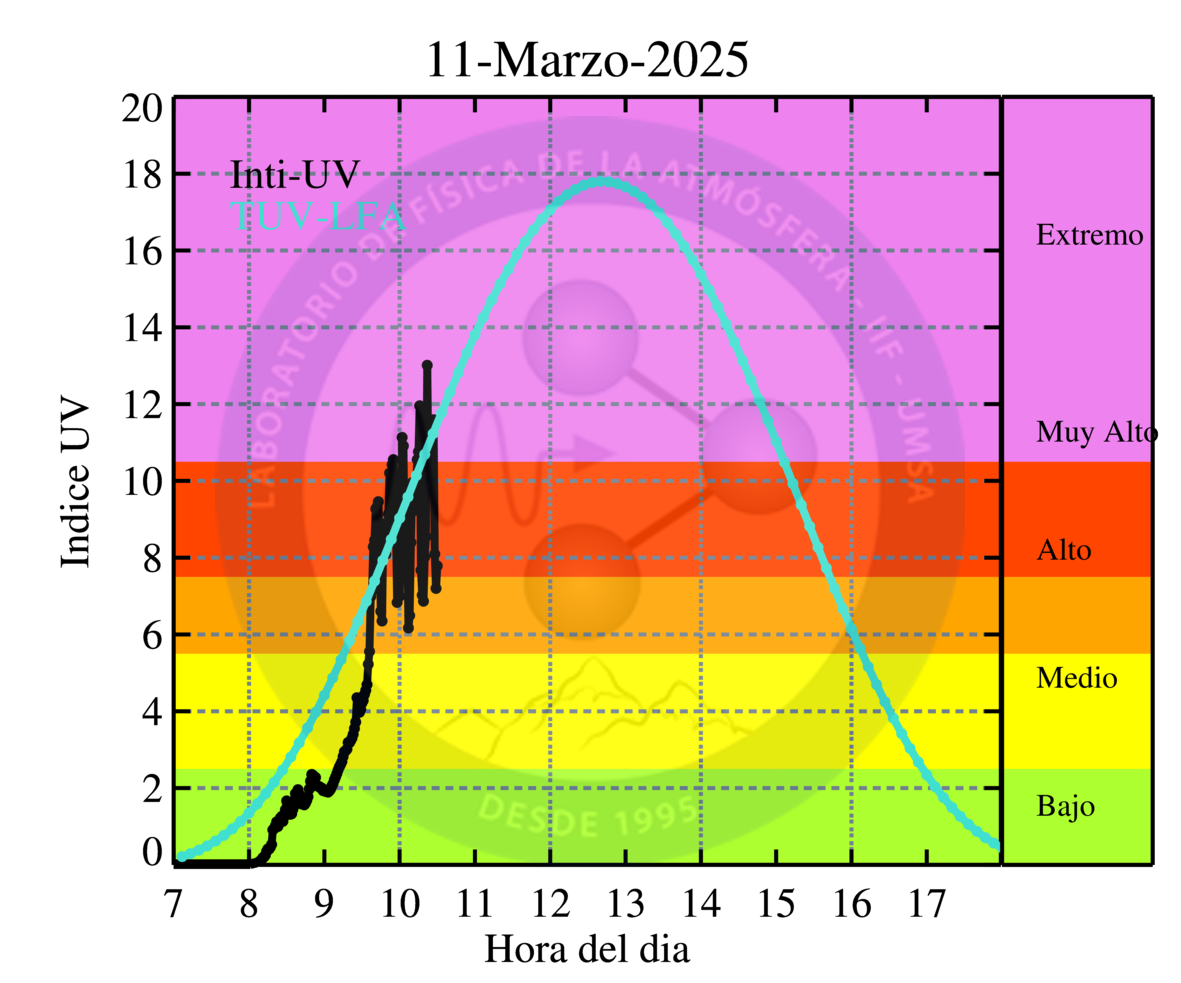 11-Marzo-2025
20
18
16
14
12
10
8
6
4
2
0
Indice UV
Inti-UV
TUV-LFA
LABORATORIO DE FÍSICA DE LA ATMÓSFERA - IIF - UMSA
DESDE 1995
Extremo
Muy Alto
Alto
Medio
Bajo
7 8 9 10 11 12 13 14 15 16 17
Hora del dia